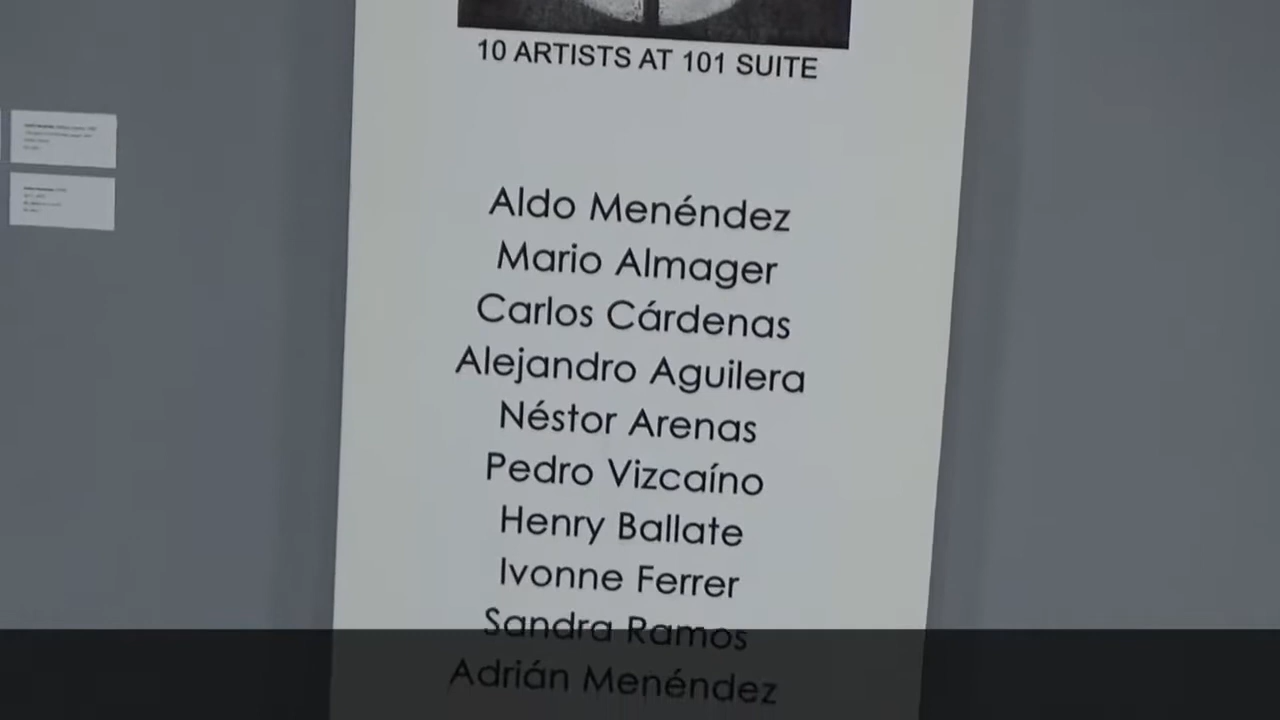 10 ARTISTS AT 101 SUITE
Aldo Menéndez
Mario Almager
Carlos Cárdenas
Alejandro Aguilera
Néstor Arenas
Pedro Vizcaíno
Henry Ballate
Ivonne Ferrer
Sandra Ramos
Adrián Menéndez